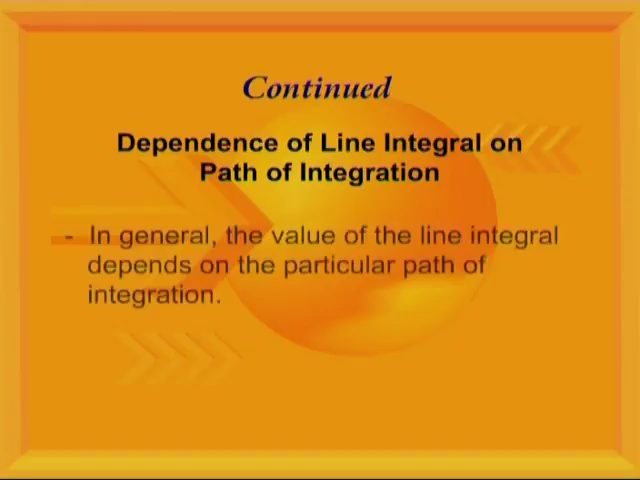 Continued
Dependence of Line Integral on
Path of Integration
- In general, the value of the line integral
depends on the particular path of
integration.